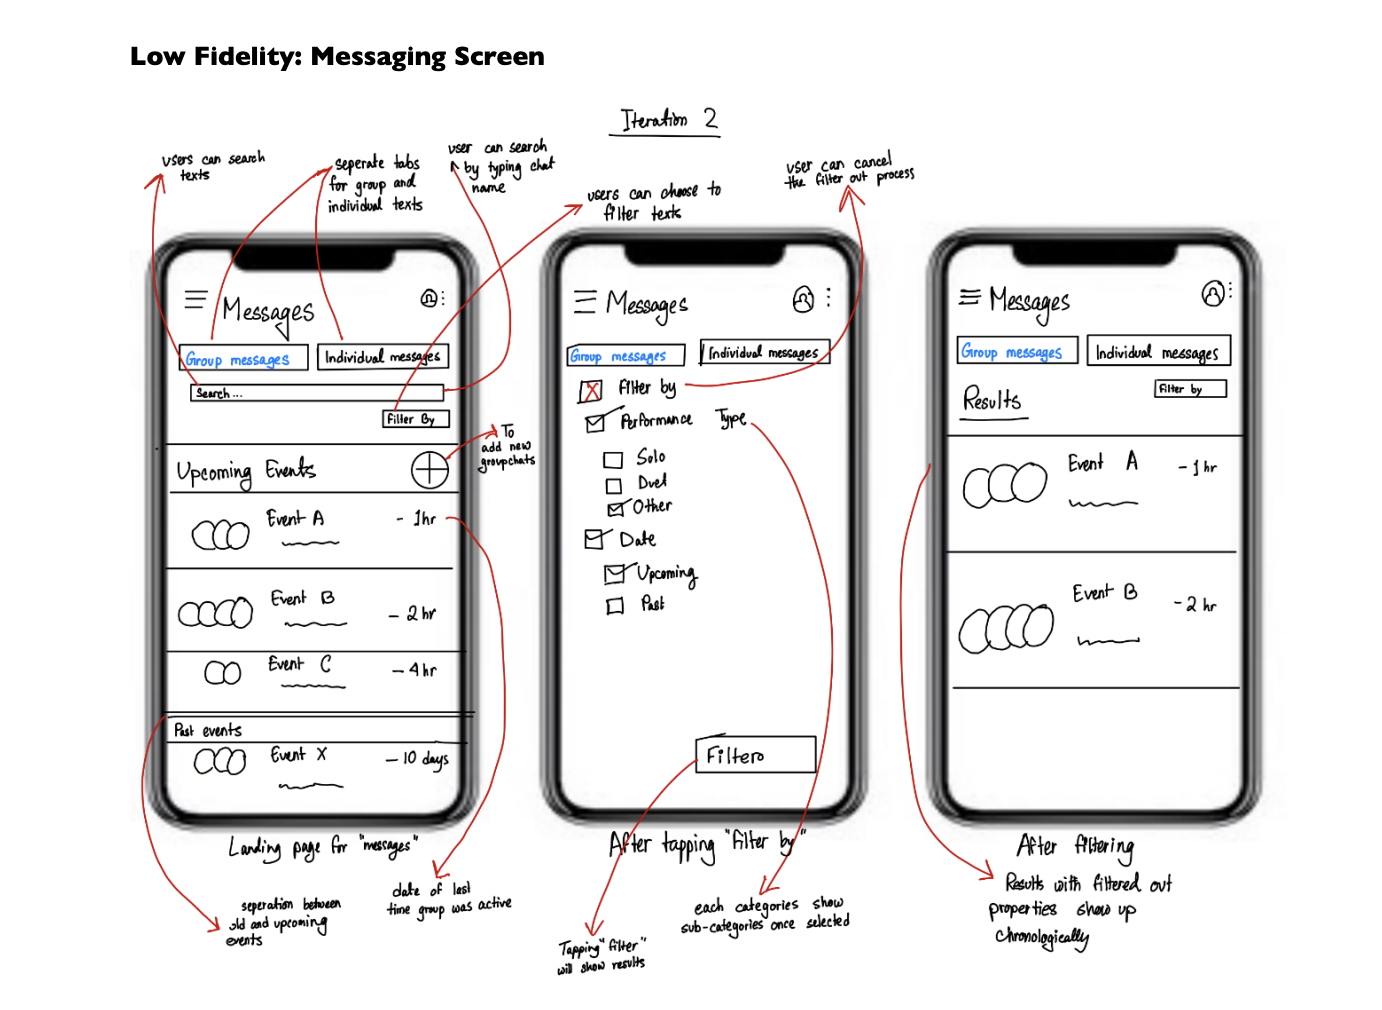 Low Fidelity: Messaging Screen
Iteration 2
users can search
texts
seperate tabs
for group and
individual texts
user can search
by typing chat
name
users can choose to
filter texts
user can cancel
the filter out process
Messages
Group messages
Individual messages
Search...
Filter By
To
add new
groupchats
Upcoming Events
Event A
- 1hr
Event B
- 2 hr
Event C
- 4hr
Past events
Event X
- 10 days
Landing page for "messages"
seperation between
old and upcoming
events
date of last
time group was active
Messages
Group messages
Individual messages
X Filter by
Performance Type
Solo
Duet
Other
Date
Upcoming
Past
Filter
After tapping "filter by"
Tapping "filter"
will show results
each categories show
sub-categories once selected
Messages
Group messages
Individual messages
Results
Filter by
Event A
- 1 hr
Event B
- 2 hr
After filtering
Results with filtered out
properties show up
chronologically